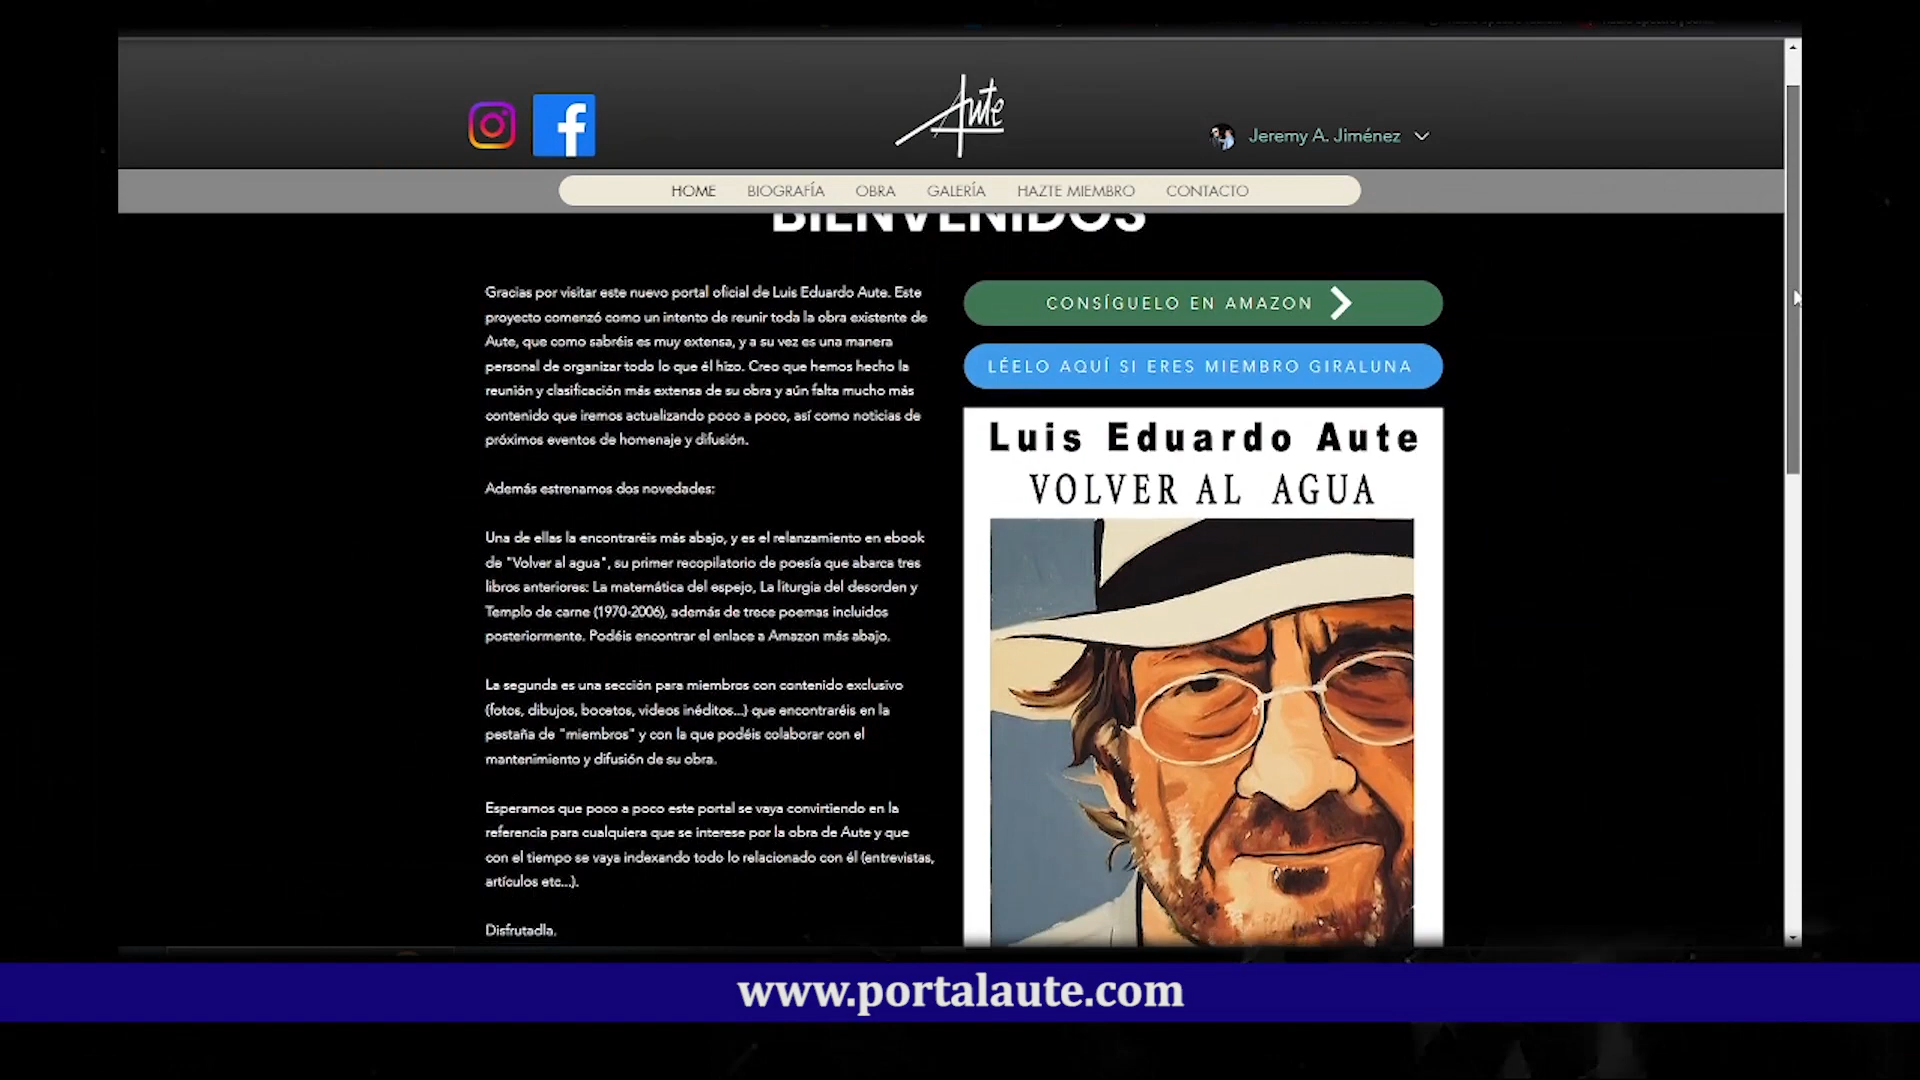 Aute
Jeremy A. Jiménez
HOME BIOGRAFÍA OBRA GALERÍA HAZTE MIEMBRO CONTACTO
BIENVENIDOS
Gracias por visitar este nuevo portal oficial de Luis Eduardo Aute. Este
proyecto comenzó como un intento de reunir toda la obra existente de
Aute, que como sabréis es muy extensa, y a su vez es una manera
personal de organizar todo lo que él hizo. Creo que hemos hecho la
reunión y clasificación más extensa de su obra y aún falta mucho más
contenido que iremos actualizando poco a poco, así como noticias de
próximos eventos de homenaje y difusión.
Además estrenamos dos novedades:
Una de ellas la encontraréis más abajo, y es el relanzamiento en ebook
de "Volver al agua", su primer recopilatorio de poesía que abarca tres
libros anteriores: La matemática del espejo, La liturgia del desorden y
Templo de carne (1970-2006), además de trece poemas incluidos
posteriormente. Podéis encontrar el enlace a Amazon más abajo.
La segunda es una sección para miembros con contenido exclusivo
(fotos, dibujos, bocetos, videos inéditos...) que encontraréis en la
pestaña de "miembros" y con la que podéis colaborar con el
mantenimiento y difusión de su obra.
Esperamos que poco a poco este portal se vaya convirtiendo en la
referencia para cualquiera que se interese por la obra de Aute y que
con el tiempo se vaya indexando todo lo relacionado con él (entrevistas,
artículos etc...).
Disfrutadla.
CONSÍGUELO EN AMAZON
LÉELO AQUÍ SI ERES MIEMBRO GIRALUNA
Luis Eduardo Aute
VOLVER AL AGUA
www.portalaute.com